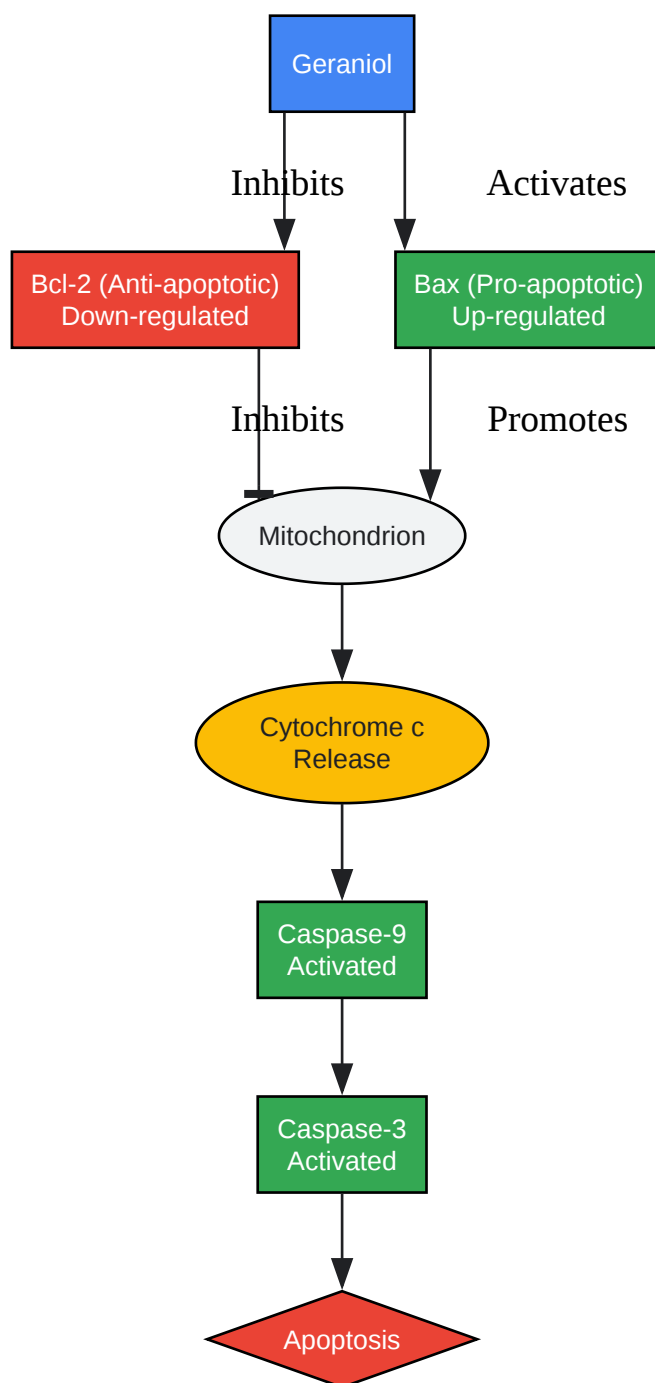 Geraniol
Inhibits
Activates
Bcl-2 (Anti-apoptotic)
Down-regulated
Bax (Pro-apoptotic)
Up-regulated
Inhibits
Promotes
Mitochondrion
Cytochrome c
Release
Caspase-9
Activated
Caspase-3
Activated
Apoptosis